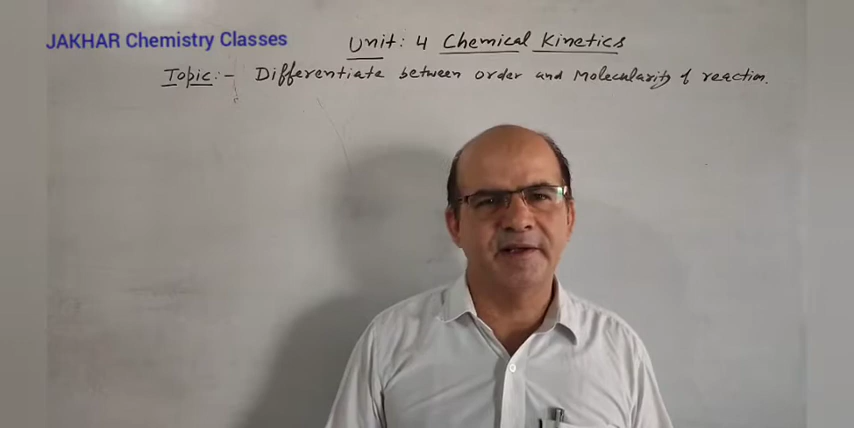 JAKHAR Chemistry Classes
Unit: 4 Chemical Kinetics
Topic:- Differentiate between order and Molecularity of reaction.